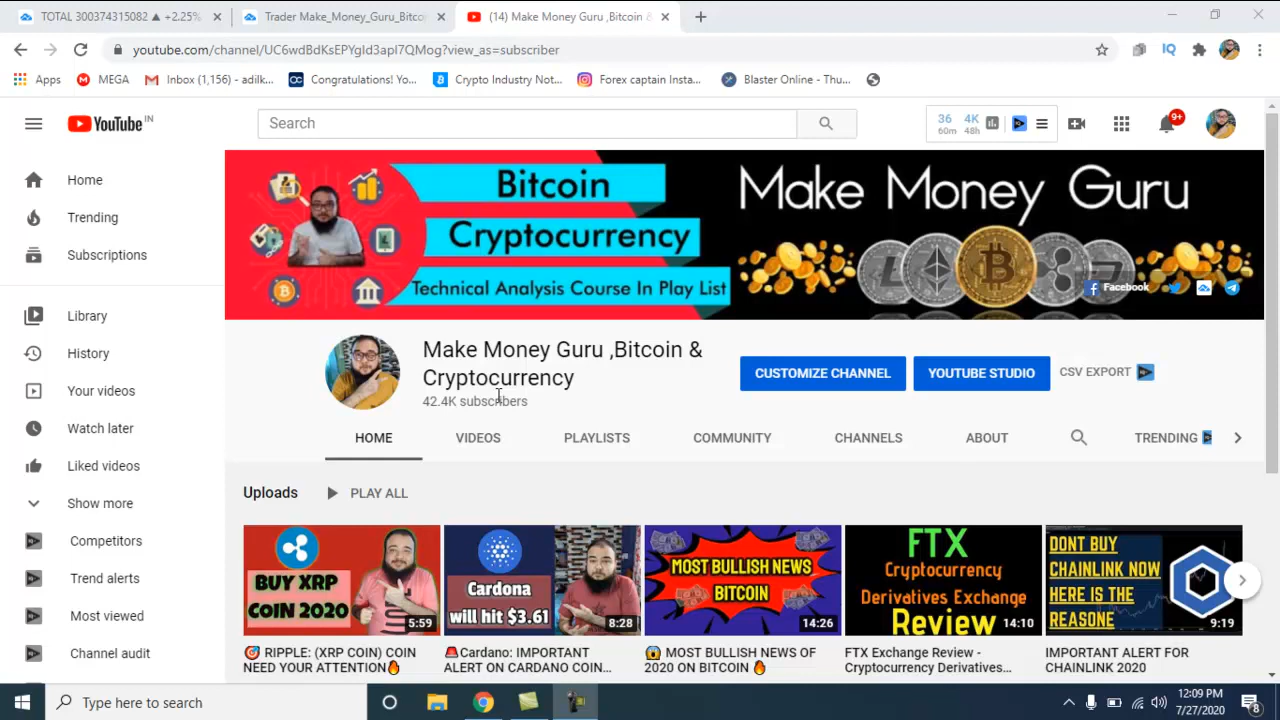 TOTAL 300374315082 ▲ +2.25%
Trader Make_Money_Guru_Bitco
(14) Make Money Guru ,Bitcoin &
youtube.com/channel/UC6wdBdKsEPYgId3apI7QMog?view_as=subscriber
IQ
Apps MEGA Inbox (1,156) - adilk... Congratulations! Yo... Crypto Industry Not... Forex captain Insta... Blaster Online - Thu...
YouTube IN
Search
36 60m 4K 48h
9+
Home
Trending
Subscriptions
Library
History
Your videos
Watch later
Liked videos
Show more
Competitors
Trend alerts
Most viewed
Channel audit
Bitcoin
Cryptocurrency
Technical Analysis Course In Play List
Make Money Guru
Facebook
Make Money Guru ,Bitcoin &
Cryptocurrency
42.4K subscribers
CUSTOMIZE CHANNEL
YOUTUBE STUDIO
CSV EXPORT
HOME VIDEOS PLAYLISTS COMMUNITY CHANNELS ABOUT TRENDING
Uploads PLAY ALL
BUY XRP
COIN 2020
5:59
Cardona
will hit $3.61
8:28
MOST BULLISH NEWS
BITCOIN
14:26
FTX
Cryptocurrency
Derivatives Exchange
Review
14:10
DONT BUY
CHAINLINK NOW
HERE IS THE
REASONE
9:19
🎯 RIPPLE: (XRP COIN) COIN
NEED YOUR ATTENTION🔥
🚨Cardano: IMPORTANT
ALERT ON CARDANO COIN...
😱 MOST BULLISH NEWS OF
2020 ON BITCOIN 🔥
FTX Exchange Review -
Cryptocurrency Derivatives...
IMPORTANT ALERT FOR
CHAINLINK 2020
Type here to search
12:09 PM
7/27/2020
8